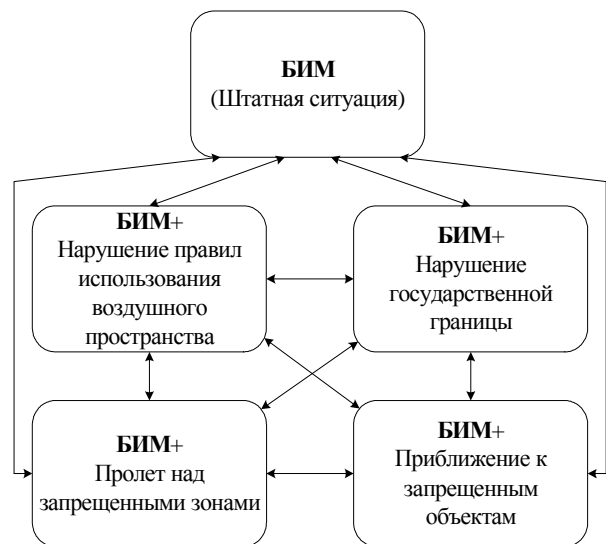 БИМ
(Штатная ситуация)
БИМ+
Нарушение правил
использования
воздушного
пространства
БИМ+
Нарушение
государственной
границы
БИМ+
Пролет над
запрещенными зонами
БИМ+
Приближение к
запрещенным
объектам